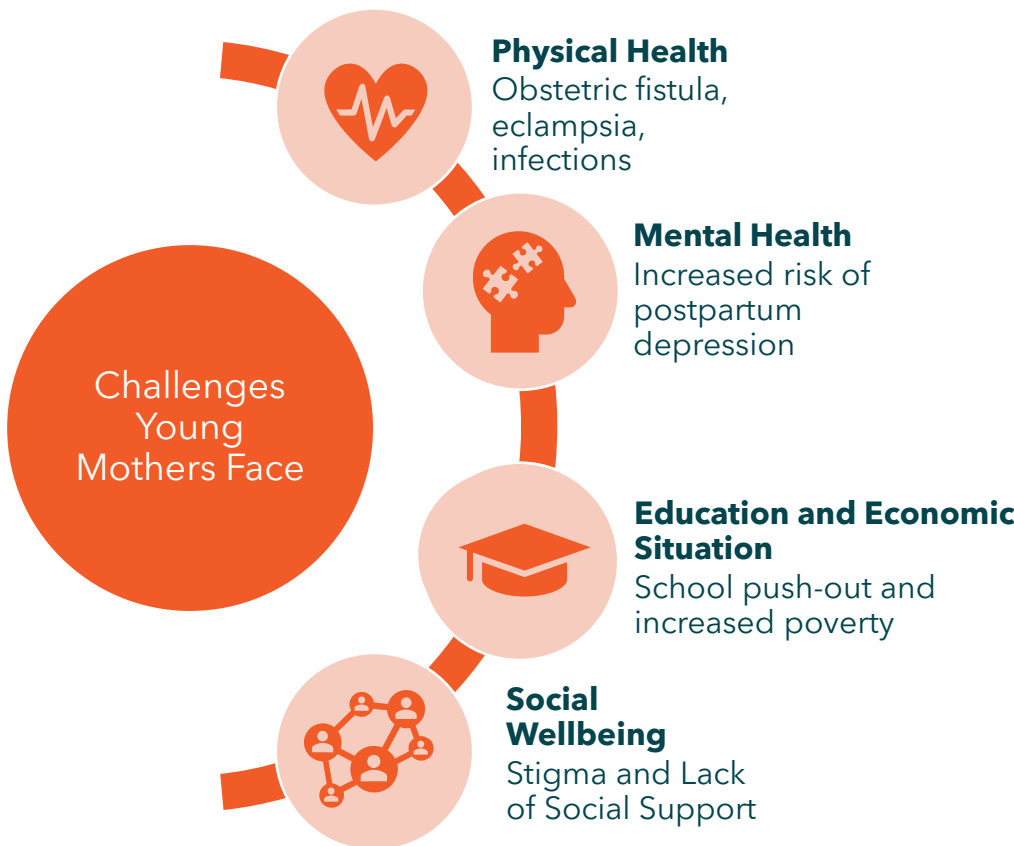 Challenges
Young
Mothers Face
Physical Health
Obstetric fistula,
eclampsia,
infections
Mental Health
Increased risk of
postpartum
depression
Education and Economic
Situation
School push-out and
increased poverty
Social
Wellbeing
Stigma and Lack
of Social Support